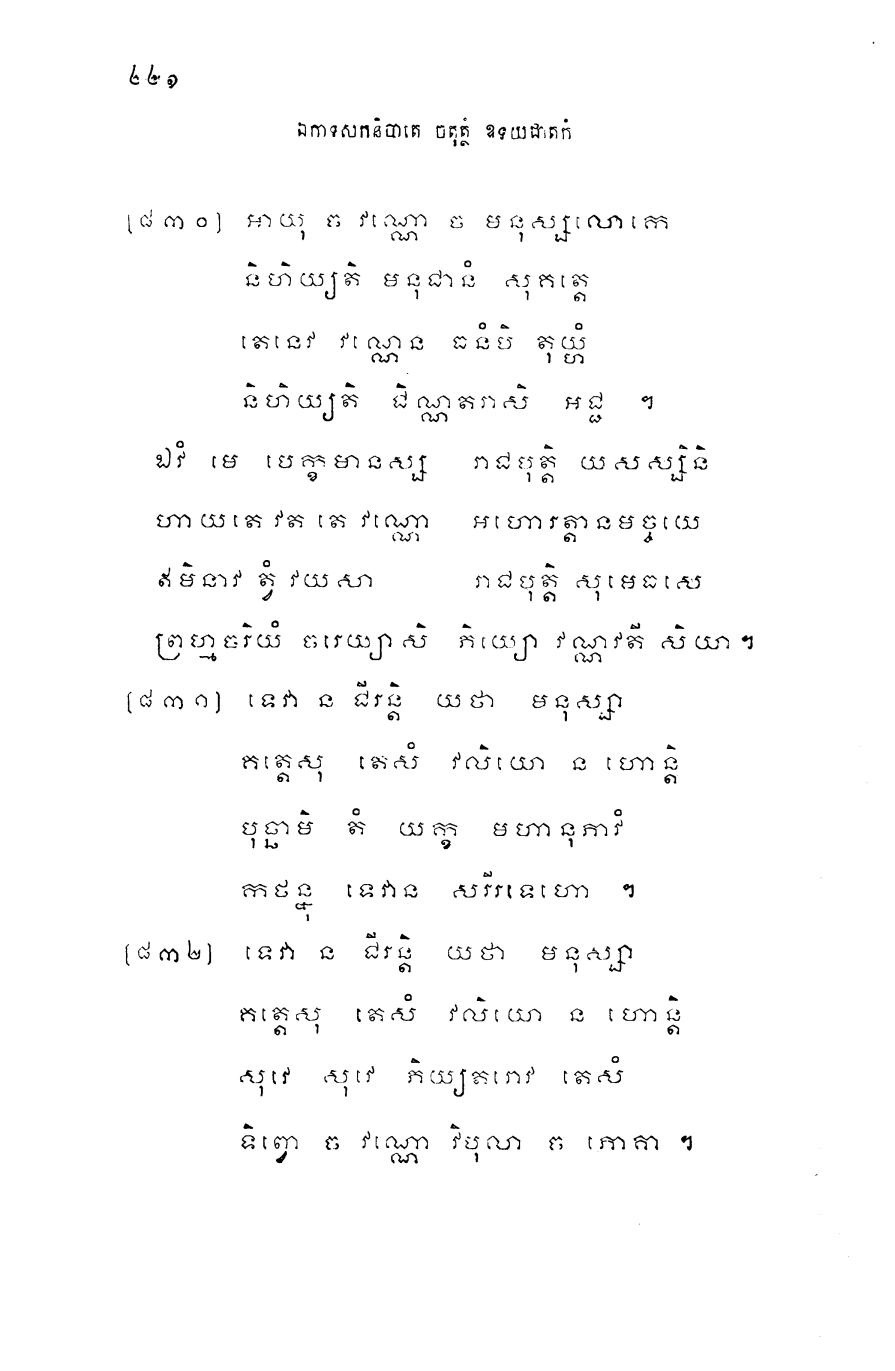 ៤៤១
ឯកាទសកនិបាតេ ចតុត្ថំ ឧទយជាតកំ
[៨៣០] អាយុ ច វណ្ណោ ច មនុស្សលោកេ
និហិយ្យតិ មនុជានំ សុគត្តេ
តេនេវ វណ្ណេន ធនំបិ តុយ្ហំ
និហិយ្យតិ ជិណ្ណតរាសិ អជ្ជ ។
ឯវំ មេ បេក្ខមានស្ស រាជបុត្តិ យសស្សិនិ
ហាយតេ វត តេ វណ្ណោ អហោរត្តានមច្ចយេ
ឥមិនាវ ត្វំ វយសា រាជបុត្តិ សុមេធសេ
ព្រហ្មចរិយំ ចរេយ្យាសិ ភិយ្យោ វណ្ណវតី សិយា ។
[៨៣១] ទេវា ន ជីរន្តិ យថា មនុស្សា
គត្តេសុ តេសំ វលិយោ ន ហោន្តិ
បុច្ឆាមិ តំ យក្ខ មហានុភាវំ
កថន្នុ ទេវាន សរីរទេហោ ។
[៨៣២] ទេវា ន ជីរន្តិ យថា មនុស្សា
គត្តេសុ តេសំ វលិយោ ន ហោន្តិ
សុវេ សុវេ ភិយ្យតរោវ តេសំ
ទិព្វោ ច វណ្ណោ វិបុលា ច ភោគា ។